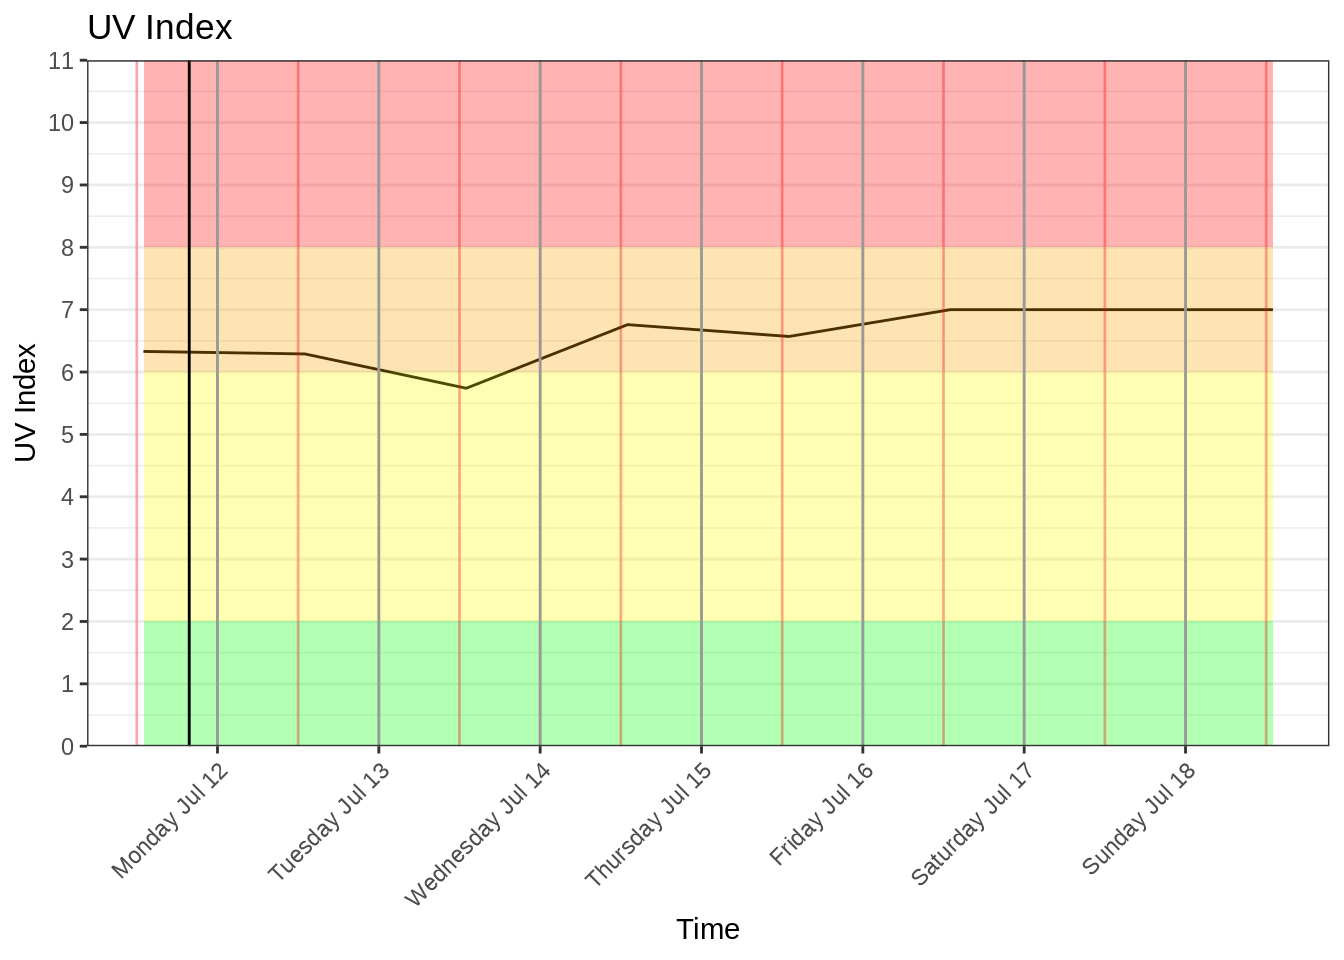 UV Index
11
10
9
8
7
6
5
4
3
2
1
0
UV Index
Monday Jul 12
Tuesday Jul 13
Wednesday Jul 14
Thursday Jul 15
Friday Jul 16
Saturday Jul 17
Sunday Jul 18
Time